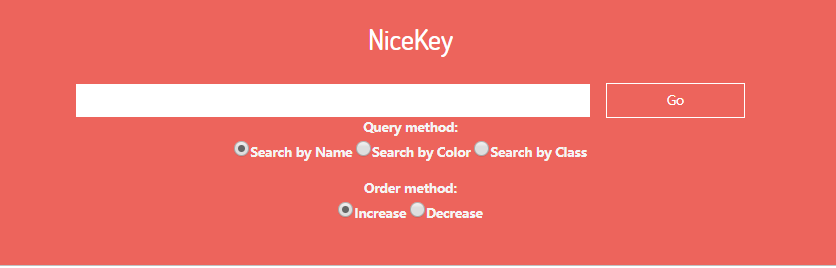 NiceKey
Go
Query method:
Search by Name Search by Color Search by Class
Order method:
Increase Decrease